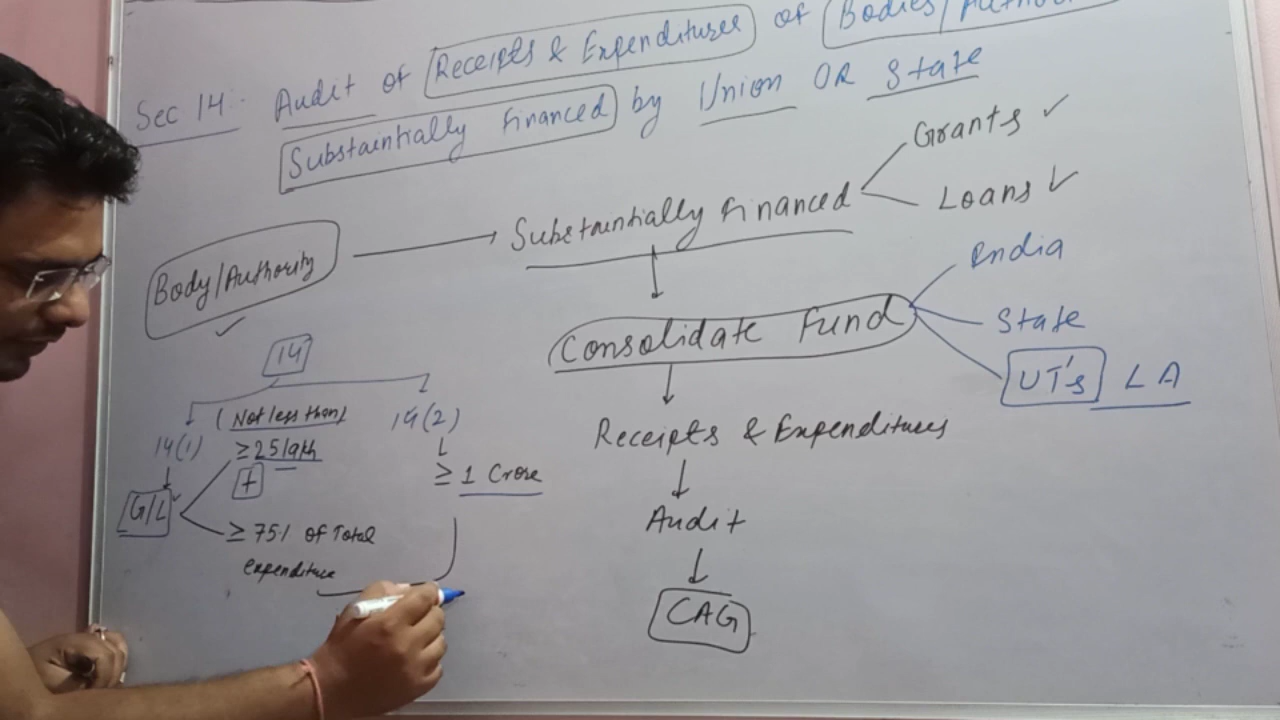 Sec 14. Audit of Receipts & Expenditures of Bodies/
Substaintially Financed by Union OR State
Body/Authority
Substaintially Financed
Grants ✓
Loans ✓
Consolidate Fund
India
State
UT's LA
Receipts & Expenditures
Audit
CAG
14
14(1)
(Not less than)
≥ 25 lakh
+
G/L
≥ 75% of Total
expenditure
14(2)
≥ 1 Crore